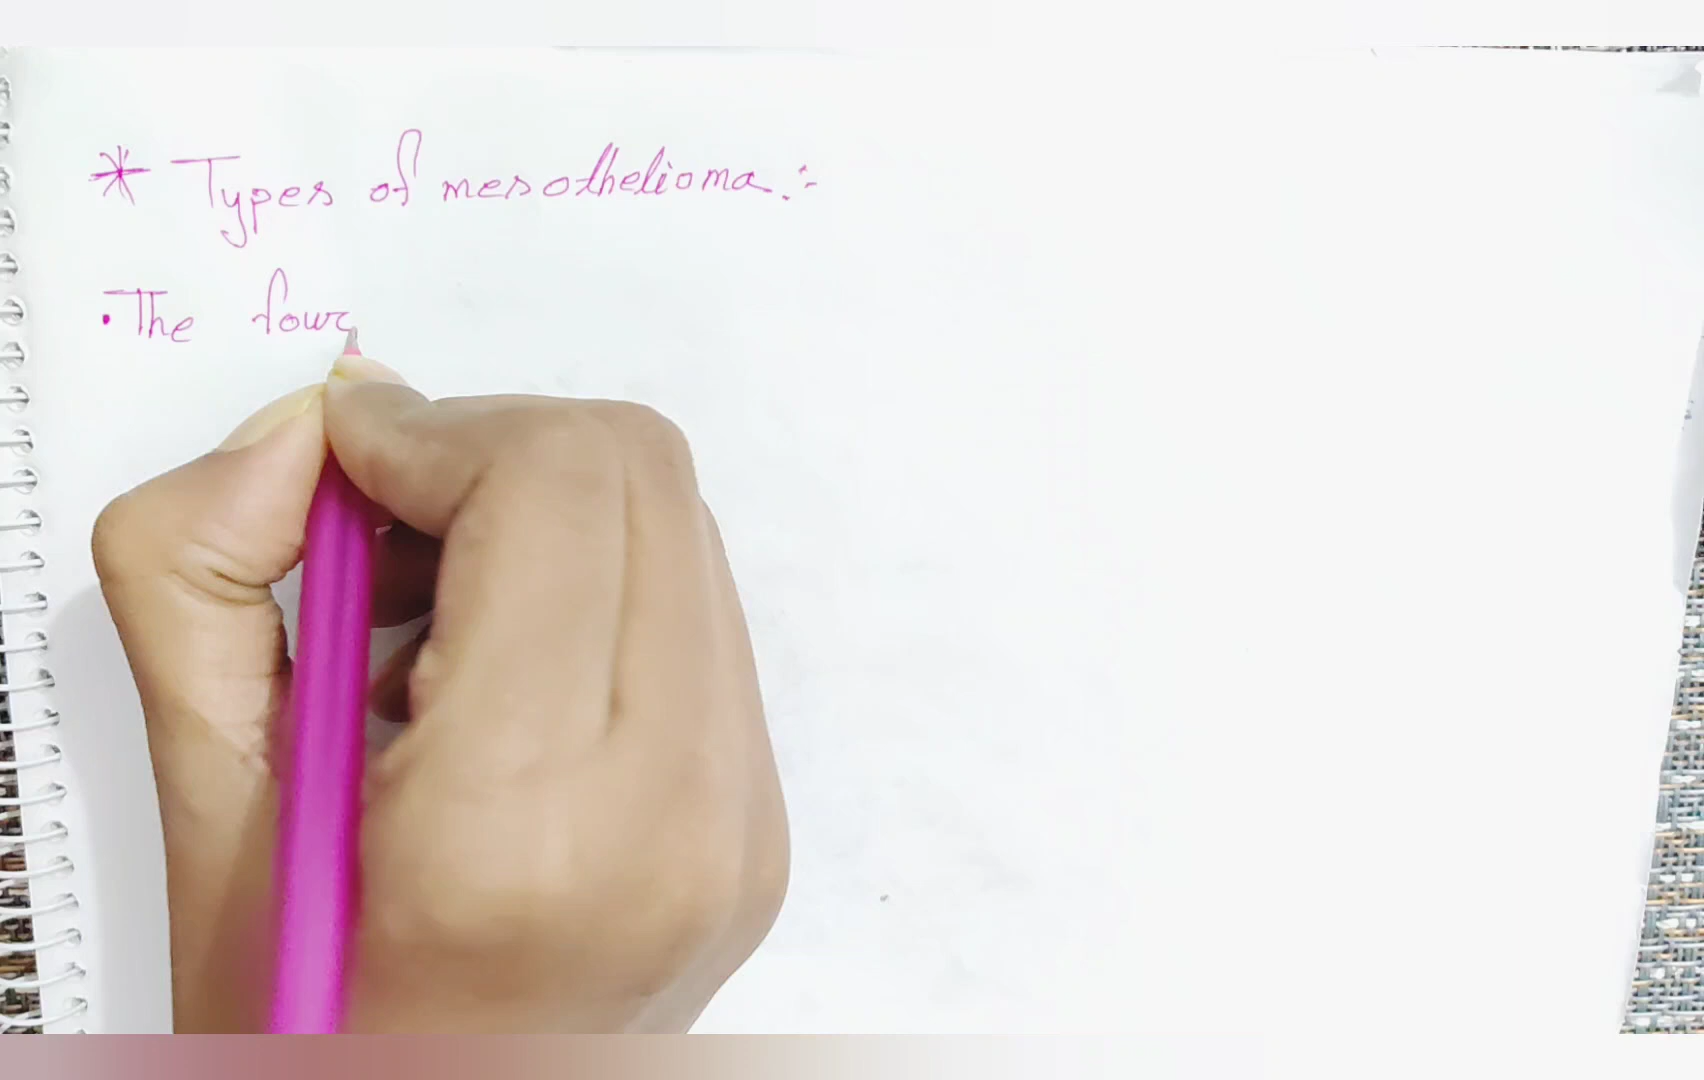 * Types of mesothelioma :-
• The four